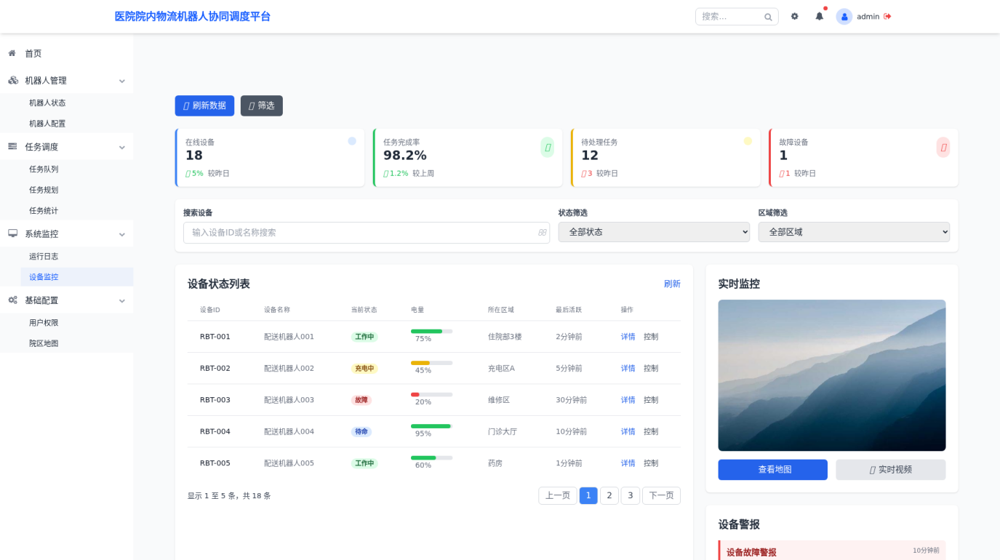 医院院内物流机器人协同调度平台
搜索...
admin
首页
机器人管理
机器人状态
机器人配置
任务调度
任务队列
任务规划
任务统计
系统监控
运行日志
设备监控
基础配置
用户权限
院区地图
刷新数据
筛选
在线设备
18
5% 较昨日
任务完成率
98.2%
1.2% 较上周
待处理任务
12
3 较昨日
故障设备
1
1 较昨日
搜索设备
输入设备ID或名称搜索
状态筛选
全部状态
区域筛选
全部区域
设备状态列表
刷新
设备ID 设备名称 当前状态 电量 所在区域 最后活跃 操作
RBT-001 配送机器人001 工作中 75% 住院部3楼 2分钟前 详情 控制
RBT-002 配送机器人002 充电中 45% 充电区A 5分钟前 详情 控制
RBT-003 配送机器人003 故障 20% 维修区 30分钟前 详情 控制
RBT-004 配送机器人004 待命 95% 门诊大厅 10分钟前 详情 控制
RBT-005 配送机器人005 工作中 60% 药房 1分钟前 详情 控制
显示 1 至 5 条，共 18 条
上一页 1 2 3 下一页
实时监控
查看地图
实时视频
设备警报
设备故障警报
10分钟前